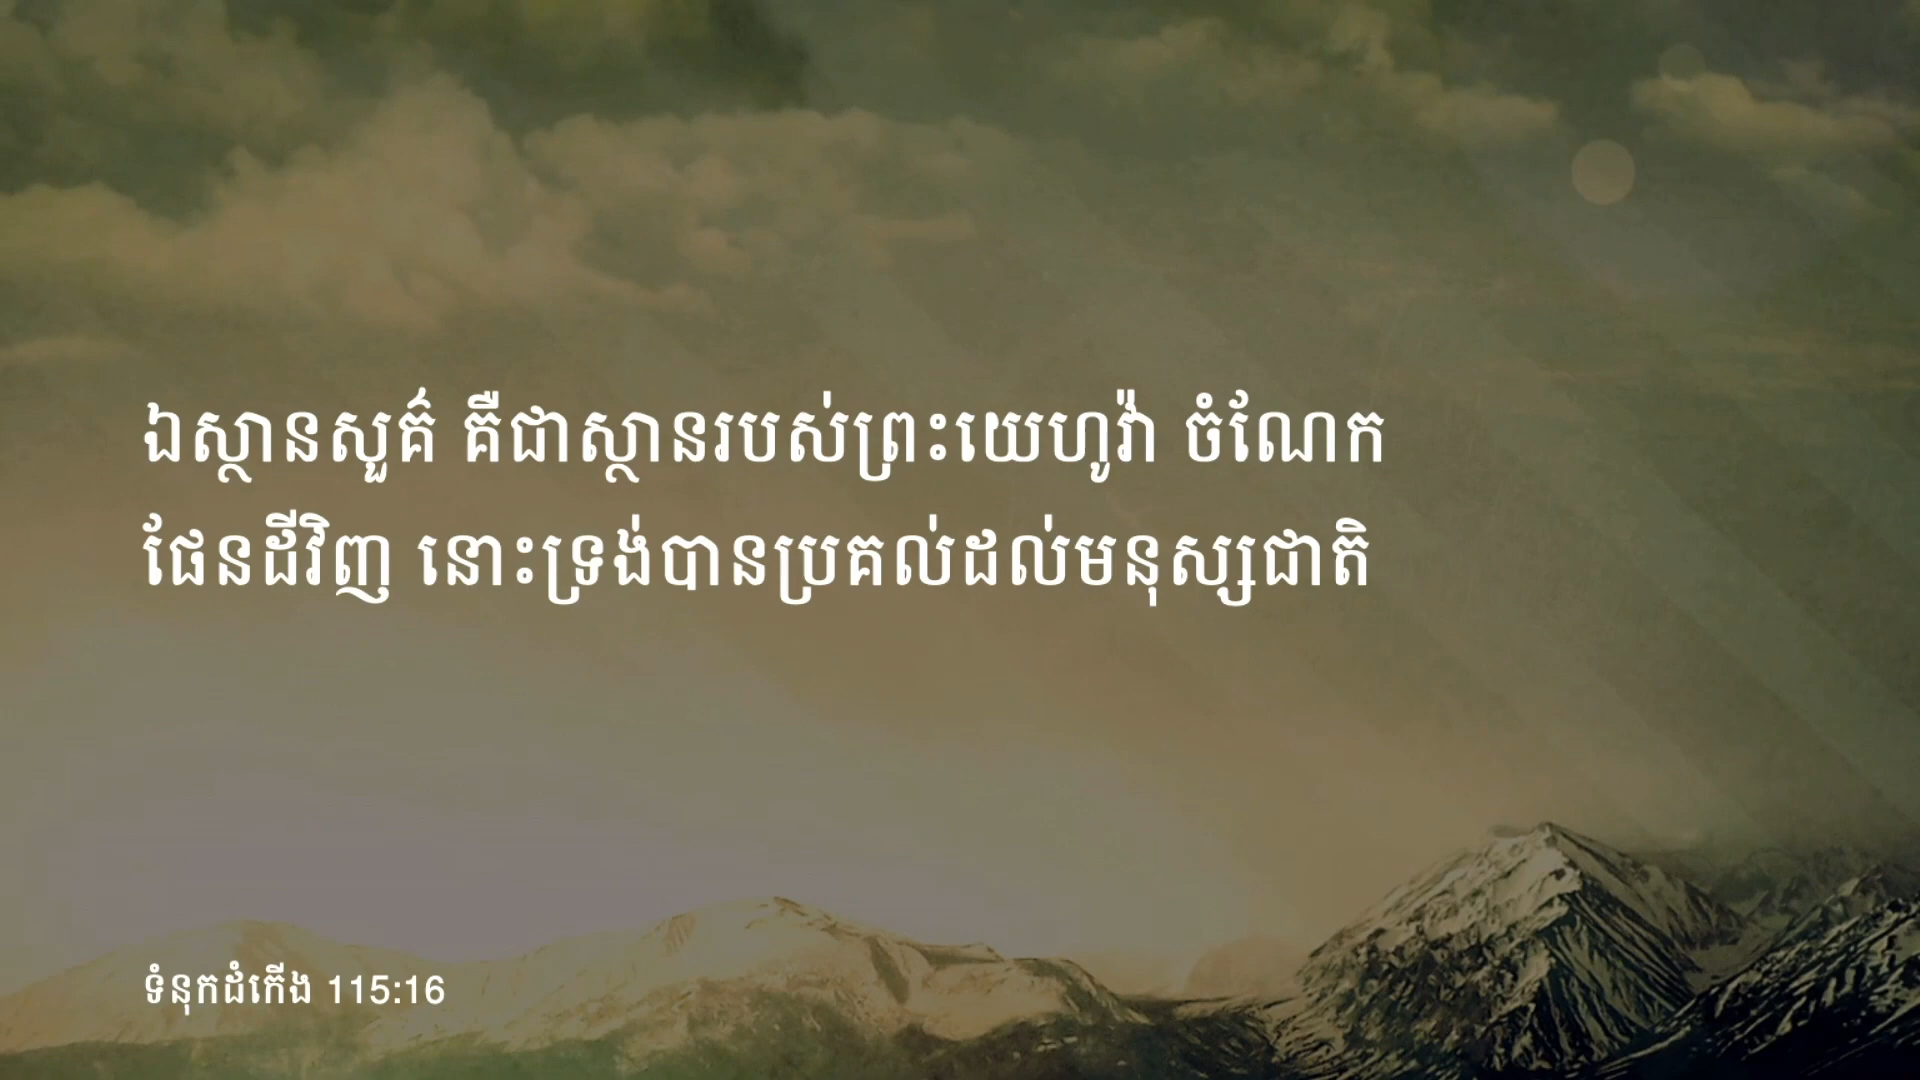 ឯស្ថានសួគ៌ គឺជាស្ថានរបស់ព្រះយេហូវ៉ា ចំណែក
ផែនដីវិញ នោះទ្រង់បានប្រគល់ដល់មនុស្សជាតិ
ទំនុកដំកើង 115:16